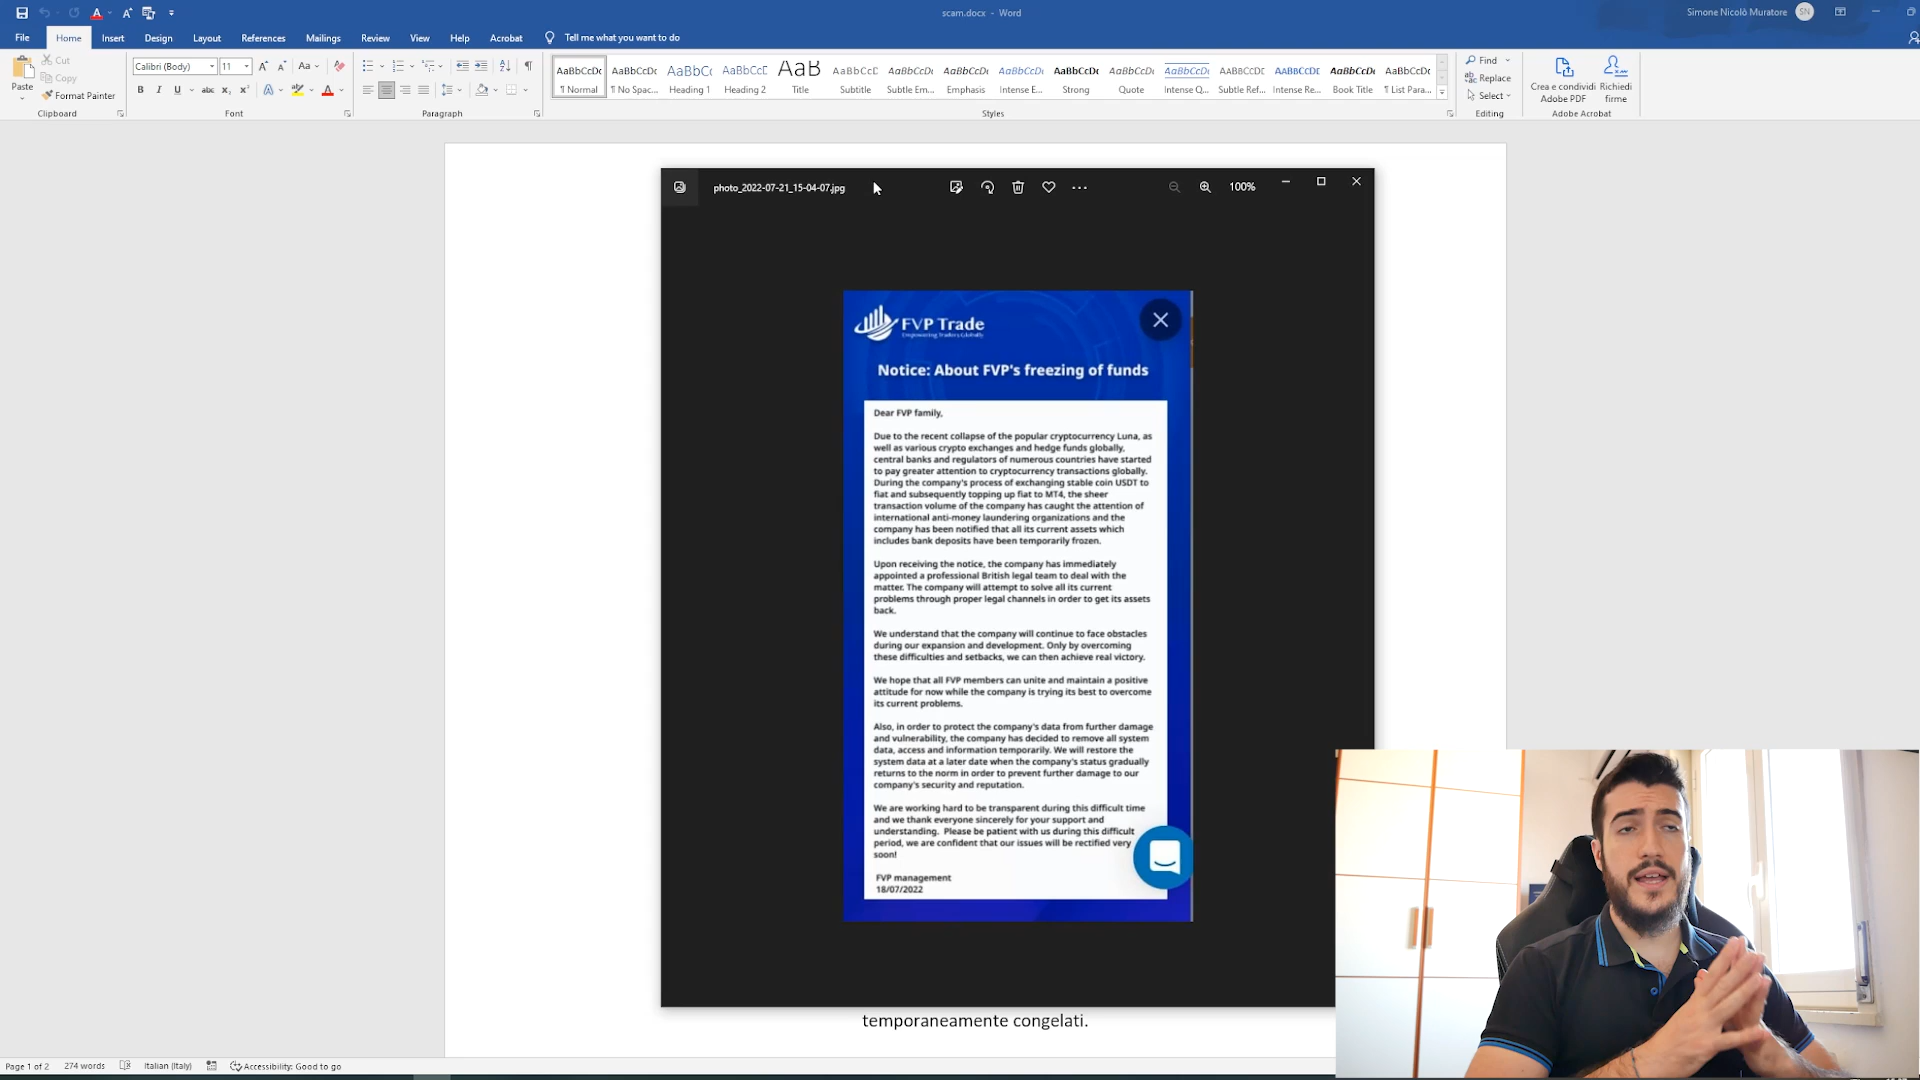 scam.docx - Word
Simone Nicolò Muratore
SN
File
Home
Insert
Design
Layout
References
Mailings
Review
View
Help
Acrobat
Tell me what you want to do
Paste
Cut
Copy
Format Painter
Clipboard
Calibri (Body)
11
Font
Paragraph
AaBbCcDc
¶ Normal
AaBbCcDc
¶ No Spac...
AaBbCc
Heading 1
AaBbCcE
Heading 2
AaB
Title
AaBbCcD
Subtitle
AaBbCcDc
Subtle Em...
AaBbCcDc
Emphasis
AaBbCcDc
Intense E...
AaBbCcDc
Strong
AaBbCcDc
Quote
AaBbCcDc
Intense Q...
AABBCCDE
Subtle Ref...
AABBCCDE
Intense Re...
AaBbCcDc
Book Title
AaBbCcDc
¶ List Para...
Styles
Find
Replace
Select
Editing
Crea e condividi
Adobe PDF
Richiedi
firme
Adobe Acrobat
photo_2022-07-21_15-04-07.jpg
100%
FVP Trade
Empowering Traders Globally
Notice: About FVP's freezing of funds
Dear FVP family,
Due to the recent collapse of the popular cryptocurrency Luna, as
well as various crypto exchanges and hedge funds globally,
central banks and regulators of numerous countries have started
to pay greater attention to cryptocurrency transactions globally.
During the company's process of exchanging stable coin USDT to
fiat and subsequently topping up fiat to MT4, the sheer
transaction volume of the company has caught the attention of
international anti-money laundering organizations and the
company has been notified that all its current assets which
includes bank deposits have been temporarily frozen.
Upon receiving the notice, the company has immediately
appointed a professional British legal team to deal with the
matter. The company will attempt to solve all its current
problems through proper legal channels in order to get its assets
back.
We understand that the company will continue to face obstacles
during our expansion and development. Only by overcoming
these difficulties and setbacks, we can then achieve real victory.
We hope that all FVP members can unite and maintain a positive
attitude for now while the company is trying its best to overcome
its current problems.
Also, in order to protect the company's data from further damage
and vulnerability, the company has decided to remove all system
data, access and information temporarily. We will restore the
system data at a later date when the company's status gradually
returns to the norm in order to prevent further damage to our
company's security and reputation.
We are working hard to be transparent during this difficult time
and we thank everyone sincerely for your support and
understanding. Please be patient with us during this difficult
period, we are confident that our issues will be rectified very
soon!
FVP management
18/07/2022
temporaneamente congelati.
Page 1 of 2
274 words
Italian (Italy)
Accessibility: Good to go